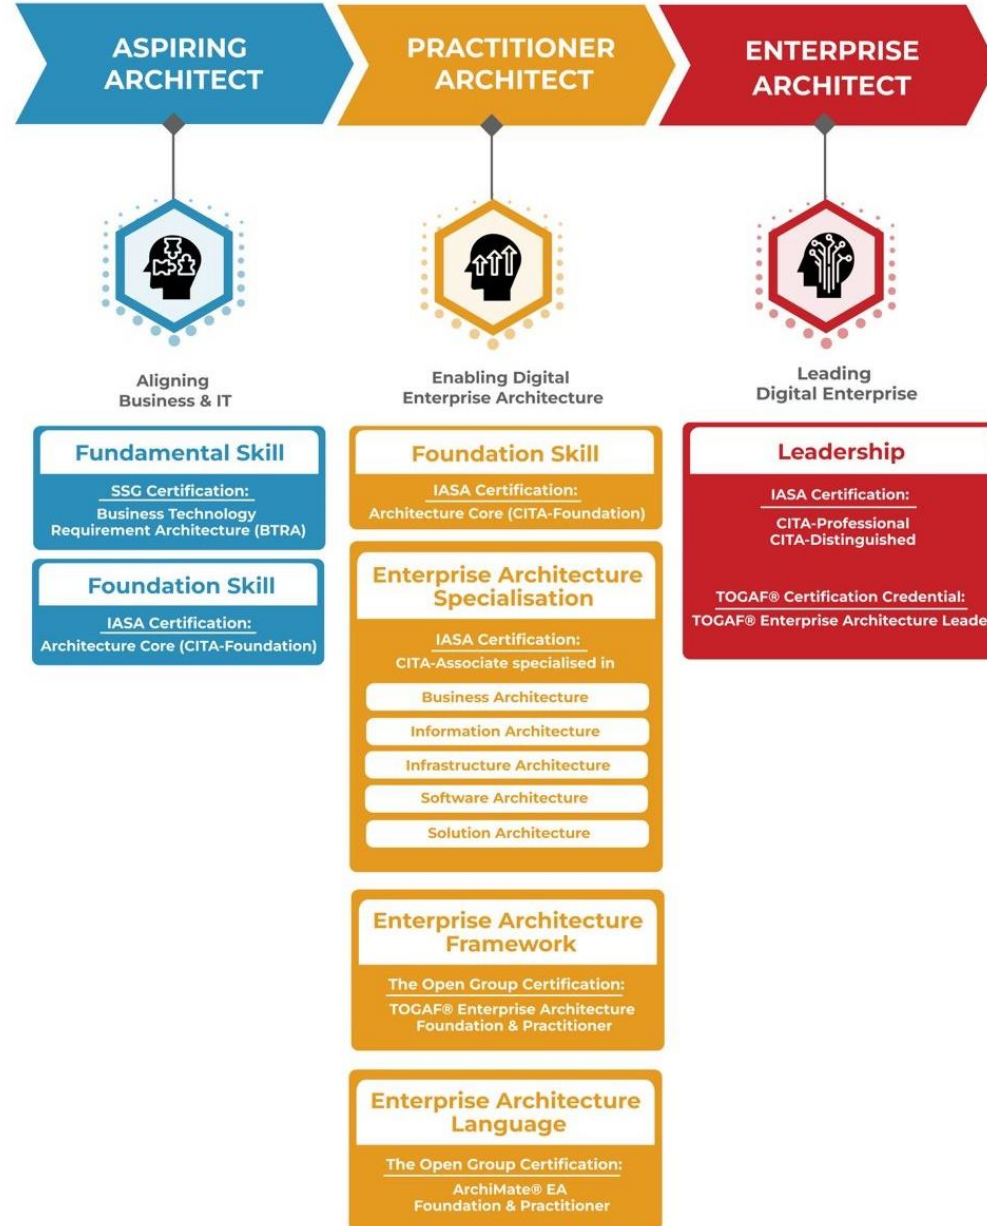 ASPIRING
ARCHITECT
PRACTITIONER
ARCHITECT
ENTERPRISE
ARCHITECT
Aligning
Business & IT
Fundamental Skill
SSG Certification:
Business Technology
Requirement Architecture (BTRA)
Foundation Skill
IASA Certification:
Architecture Core (CITA-Foundation)
Enabling Digital
Enterprise Architecture
Foundation Skill
IASA Certification:
Architecture Core (CITA-Foundation)
Enterprise Architecture
Specialisation
IASA Certification:
CITA-Associate specialised in
Business Architecture
Information Architecture
Infrastructure Architecture
Software Architecture
Solution Architecture
Enterprise Architecture
Framework
The Open Group Certification:
TOGAF® Enterprise Architecture
Foundation & Practitioner
Enterprise Architecture
Language
The Open Group Certification:
ArchiMate® EA
Foundation & Practitioner
Leading
Digital Enterprise
Leadership
IASA Certification:
CITA-Professional
CITA-Distinguished
TOGAF® Certification Credential:
TOGAF® Enterprise Architecture Leade